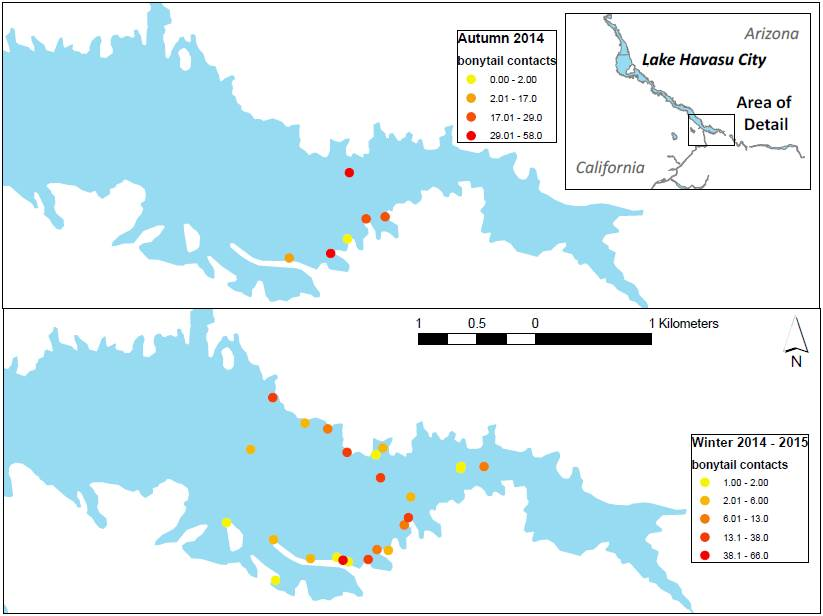 Autumn 2014
bonytail contacts
0.00 - 2.00
2.01 - 17.0
17.01 - 29.0
29.01 - 58.0
Arizona
Lake Havasu City
Area of
Detail
California
1 0.5 0 1 Kilometers
N
Winter 2014 - 2015
bonytail contacts
1.00 - 2.00
2.01 - 6.00
6.01 - 13.0
13.1 - 38.0
38.1 - 66.0